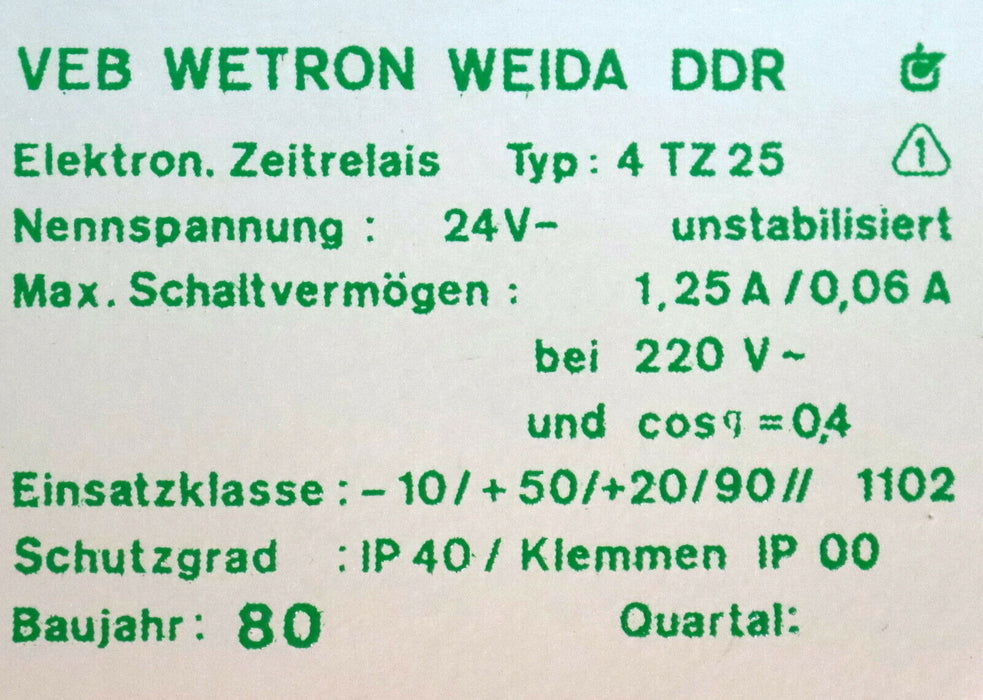 VEB WETRON WEIDA DDR
Elektron. Zeitrelais Typ: 4 TZ 25 1
Nennspannung : 24V– unstabilisiert
Max. Schaltvermögen : 1,25 A / 0,06 A
bei 220 V ~
und cos φ = 0,4
Einsatzklasse : – 10 / + 50/+20/90// 1102
Schutzgrad : IP 40 / Klemmen IP 00
Baujahr : 80 Quartal: